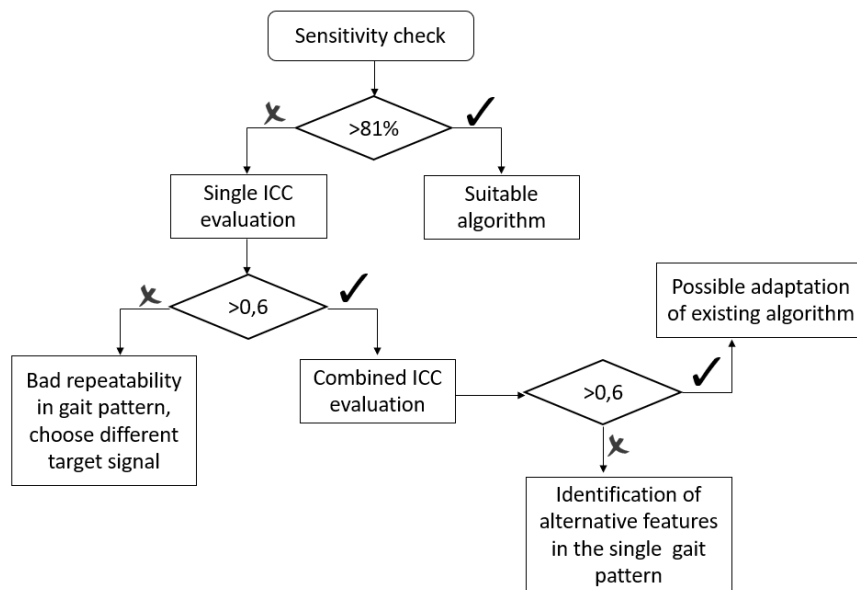 Sensitivity check
>81%
Single ICC
evaluation
Suitable
algorithm
>0,6
Possible adaptation
of existing algorithm
Bad repeatability
in gait pattern,
choose different
target signal
Combined ICC
evaluation
>0,6
Identification of
alternative features
in the single gait
pattern